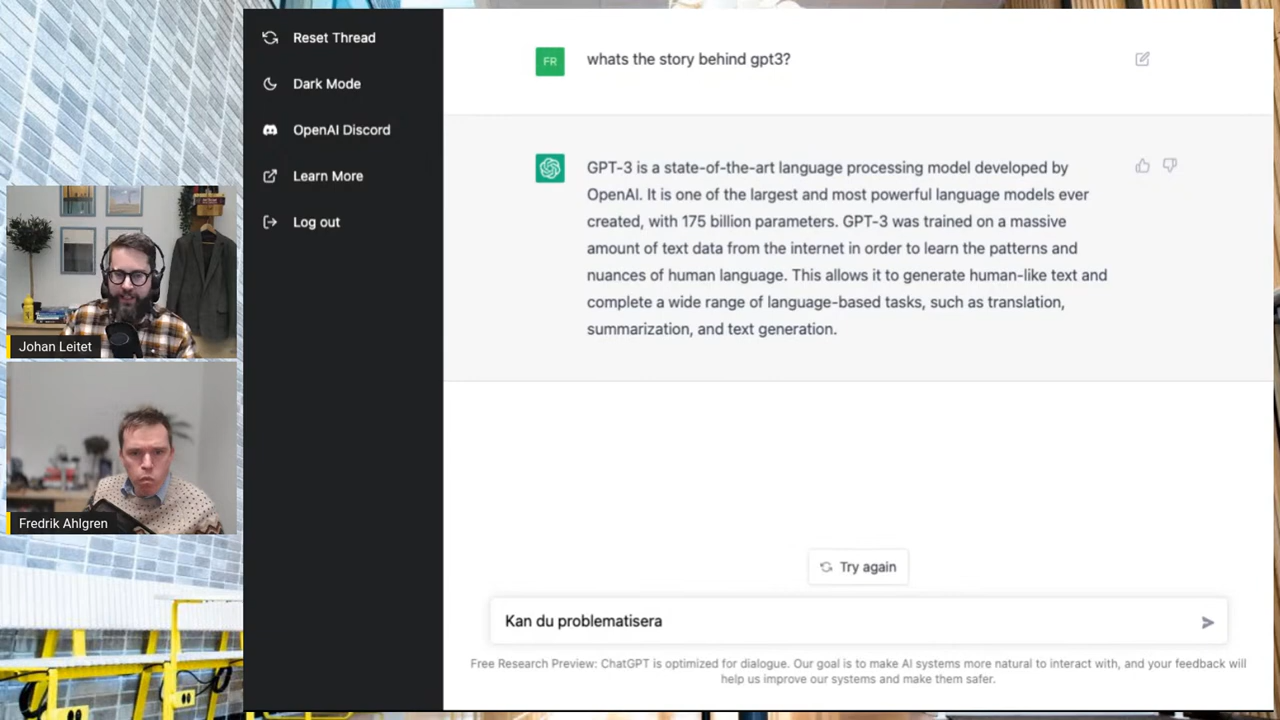 Reset Thread
Dark Mode
OpenAI Discord
Learn More
Log out
Johan Leitet
Fredrik Ahlgren
FR
whats the story behind gpt3?
GPT-3 is a state-of-the-art language processing model developed by
OpenAI. It is one of the largest and most powerful language models ever
created, with 175 billion parameters. GPT-3 was trained on a massive
amount of text data from the internet in order to learn the patterns and
nuances of human language. This allows it to generate human-like text and
complete a wide range of language-based tasks, such as translation,
summarization, and text generation.
Try again
Kan du problematisera
Free Research Preview: ChatGPT is optimized for dialogue. Our goal is to make AI systems more natural to interact with, and your feedback will
help us improve our systems and make them safer.